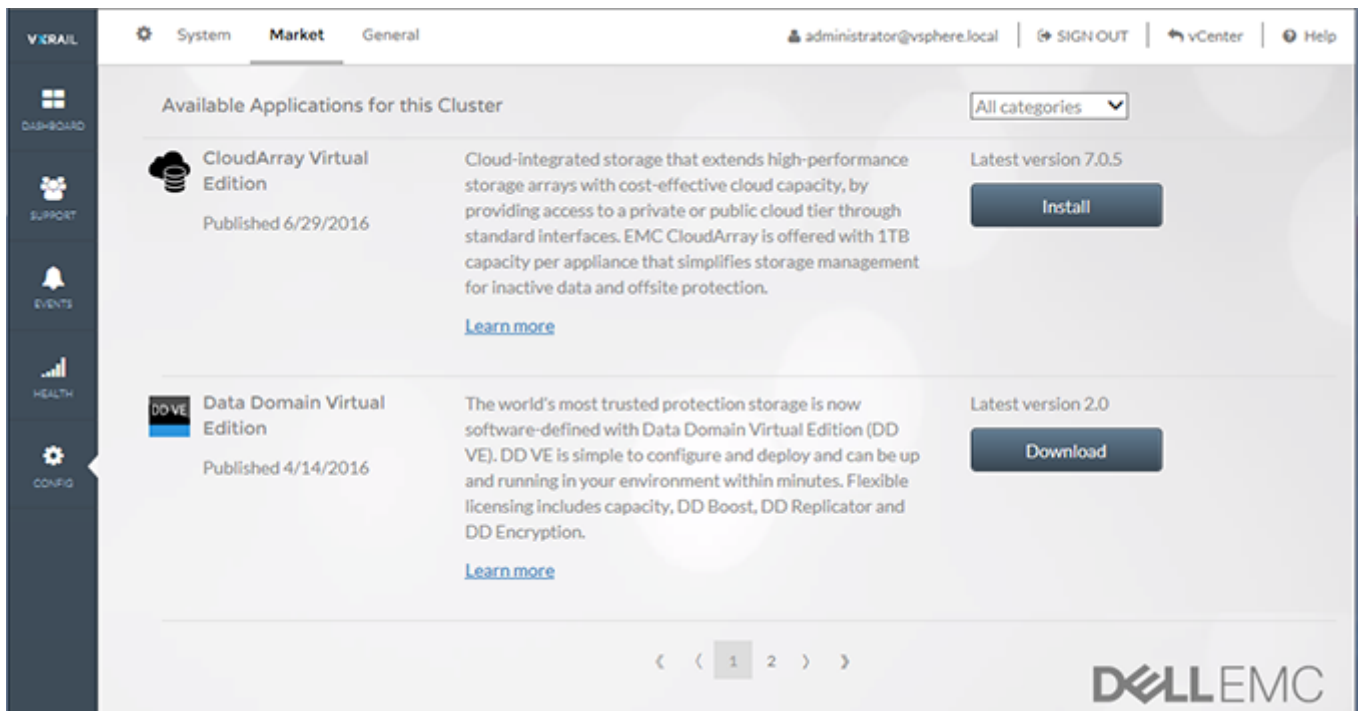 VXRAIL
System Market General
administrator@vsphere.local SIGN OUT vCenter Help
DASHBOARD
SUPPORT
EVENTS
HEALTH
CONFIG
Available Applications for this Cluster
All categories
CloudArray Virtual
Edition
Published 6/29/2016
Cloud-integrated storage that extends high-performance
storage arrays with cost-effective cloud capacity, by
providing access to a private or public cloud tier through
standard interfaces. EMC CloudArray is offered with 1TB
capacity per appliance that simplifies storage management
for inactive data and offsite protection.
Learn more
Latest version 7.0.5
Install
DD VE
Data Domain Virtual
Edition
Published 4/14/2016
The world's most trusted protection storage is now
software-defined with Data Domain Virtual Edition (DD
VE). DD VE is simple to configure and deploy and can be up
and running in your environment within minutes. Flexible
licensing includes capacity, DD Boost, DD Replicator and
DD Encryption.
Learn more
Latest version 2.0
Download
1 2
DELLEMC